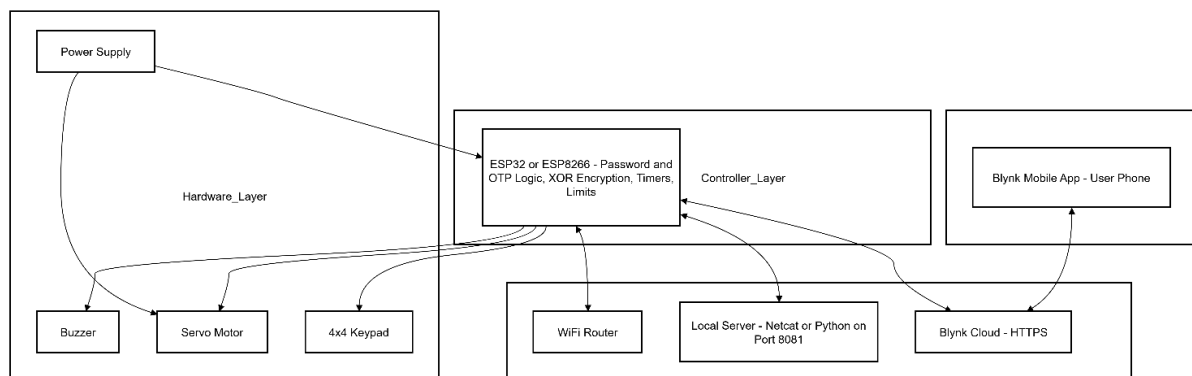 Power Supply
Hardware_Layer
Buzzer
Servo Motor
4x4 Keypad
ESP32 or ESP8266 - Password and
OTP Logic, XOR Encryption, Timers,
Limits
Controller_Layer
Blynk Mobile App - User Phone
WiFi Router
Local Server - Netcat or Python on
Port 8081
Blynk Cloud - HTTPS